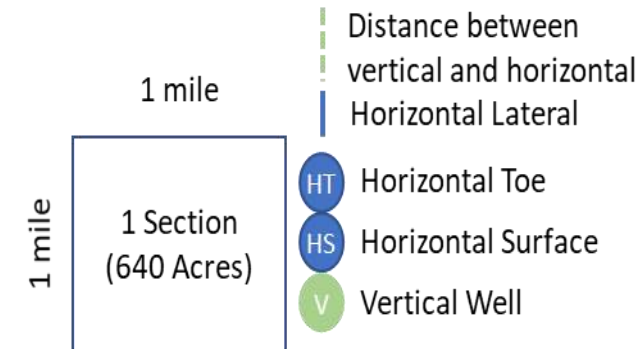 Distance between
vertical and horizontal
1 mile
Horizontal Lateral
HT Horizontal Toe
1 mile
1 Section
(640 Acres)
HS Horizontal Surface
V Vertical Well